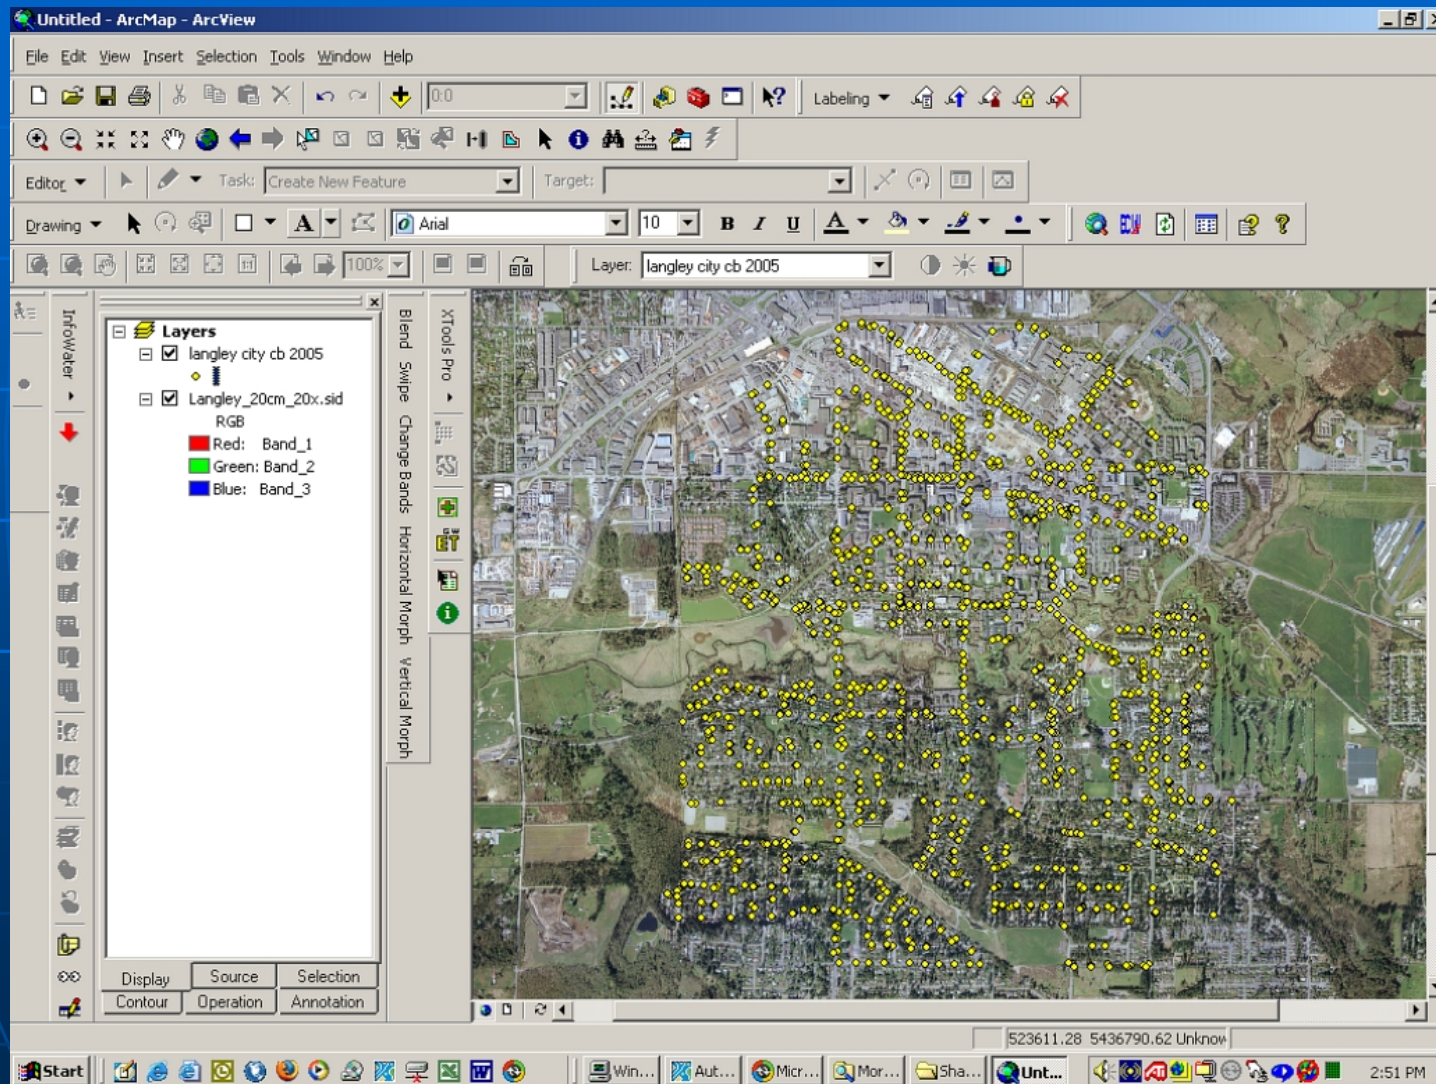 Untitled - ArcMap - ArcView
File Edit View Insert Selection Tools Window Help
0:0
Labeling
Editor Task: Create New Feature Target:
Drawing A Arial 10 B I U A
1:1 100% Layer: langley city cb 2005
InfoWater
Layers
langley city cb 2005
Langley_20cm_20x.sid
RGB
Red: Band_1
Green: Band_2
Blue: Band_3
Display Source Selection
Contour Operation Annotation
Blend Swipe Change Bands Horizontal Morph Vertical Morph
XTools Pro
ET
523611.28 5436790.62 Unknow
Start Win... Aut... Micr... Mor... Sha... Unt... 2:51 PM